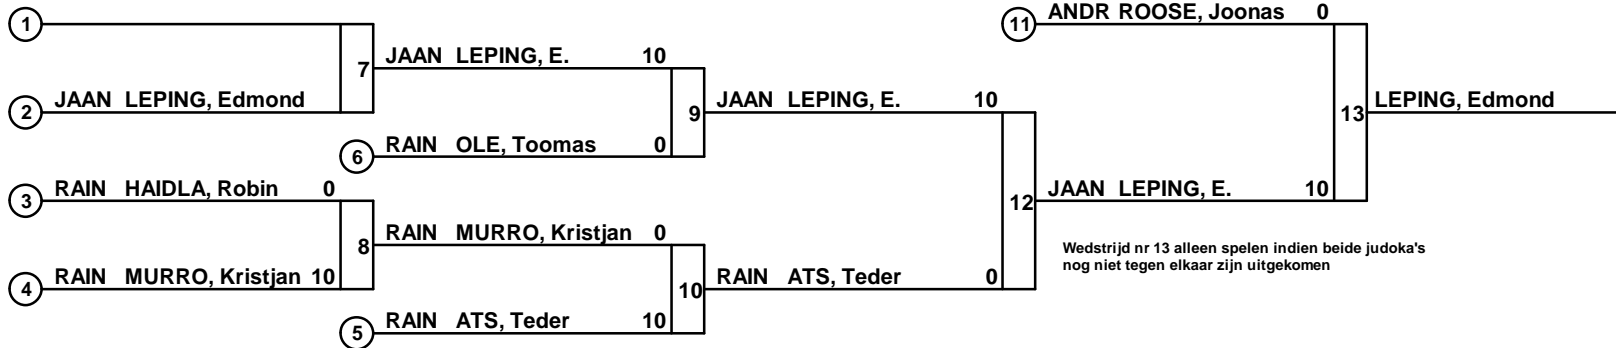 1
11 ANDR ROOSE, Joonas 0
7 JAAN LEPING, E. 10
2 JAAN LEPING, Edmond
9 JAAN LEPING, E. 10
13 LEPING, Edmond
6 RAIN OLE, Toomas 0
3 RAIN HAIDLA, Robin 0
12 JAAN LEPING, E. 10
8 RAIN MURRO, Kristjan 0
Wedstrijd nr 13 alleen spelen indien beide judoka's
nog niet tegen elkaar zijn uitgekomen
4 RAIN MURRO, Kristjan 10
10 RAIN ATS, Teder 0
5 RAIN ATS, Teder 10